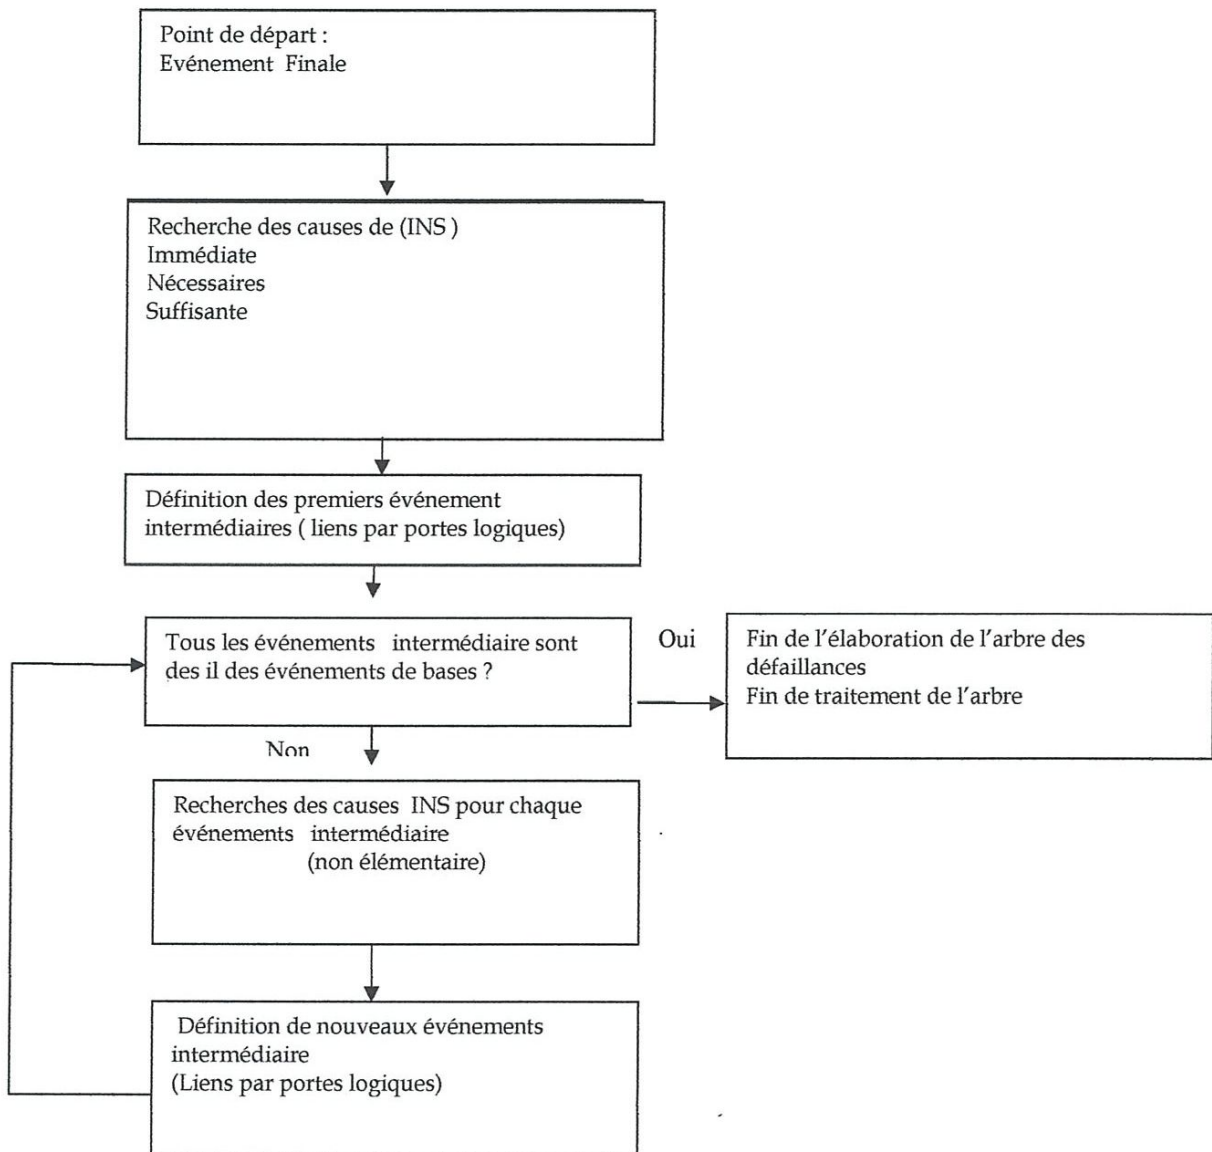 Point de départ :
Evénement Finale
Recherche des causes de (INS )
Immédiate
Nécessaires
Suffisante
Définition des premiers événement
intermédiaires ( liens par portes logiques)
Tous les événements intermédiaire sont
des il des événements de bases ?
Oui
Fin de l'élaboration de l'arbre des
défaillances
Fin de traitement de l'arbre
Non
Recherches des causes INS pour chaque
événements intermédiaire
(non élémentaire)
Définition de nouveaux événements
intermédiaire
(Liens par portes logiques)